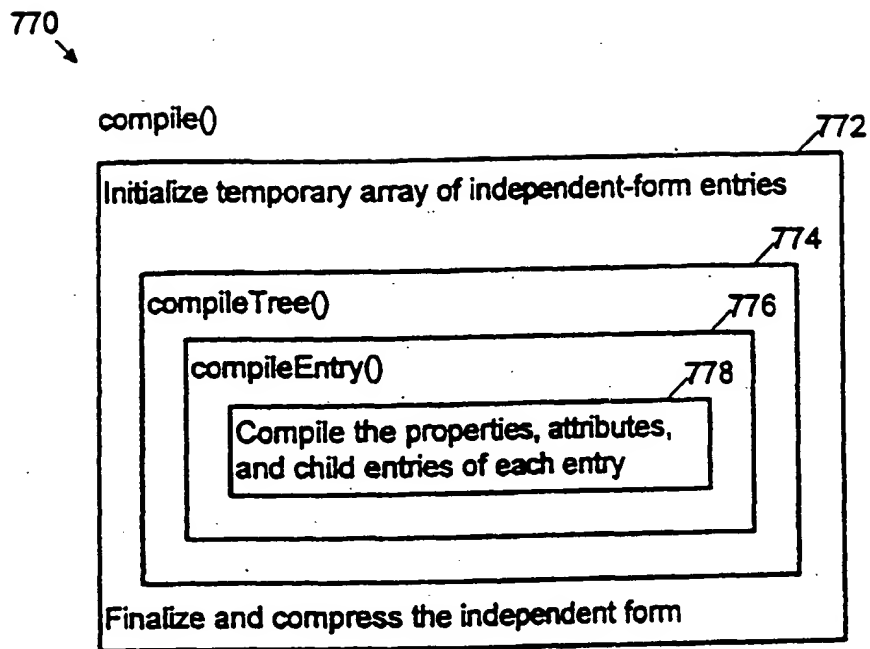 770
compile()
772
Initialize temporary array of independent-form entries
774
compileTree()
776
compileEntry()
778
Compile the properties, attributes,
and child entries of each entry
Finalize and compress the independent form